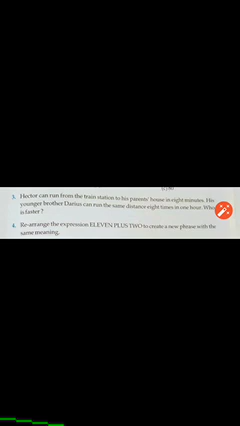 3. Hector can run from the train station to his parents' house in eight minutes. His
younger brother Darius can run the same distance eight times in one hour. Who
is faster ?
4. Re-arrange the expression ELEVEN PLUS TWO to create a new phrase with the
same meaning.